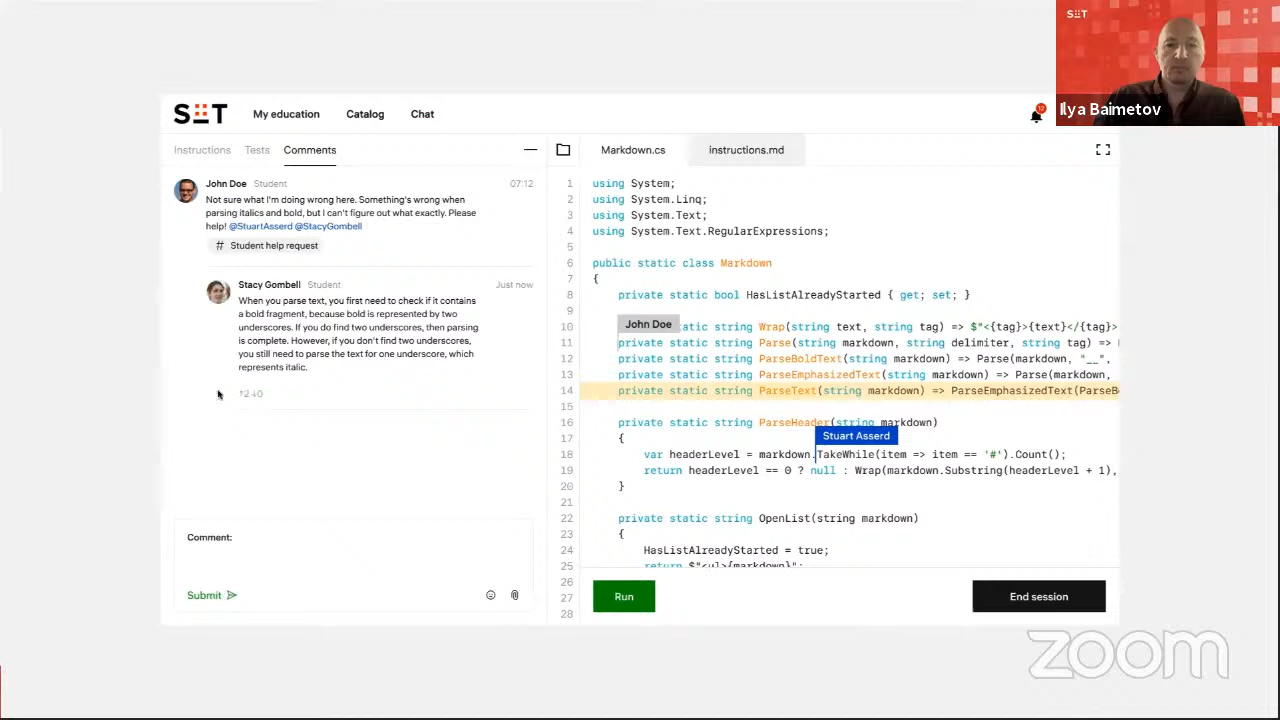 S::T
Ilya Baimetov
S::T My education Catalog Chat
12
Instructions Tests Comments
John Doe Student 07:12
Not sure what I'm doing wrong here. Something's wrong when
parsing italics and bold, but I can't figure out what exactly. Please
help! @StuartAsserd @StacyGombell
# Student help request
Stacy Gombell Student Just now
When you parse text, you first need to check if it contains
a bold fragment, because bold is represented by two
underscores. If you do find two underscores, then parsing
is complete. However, if you don't find two underscores,
you still need to parse the text for one underscore, which
represents italic.
Comment:
Submit
Markdown.cs instructions.md
1 using System;
2 using System.Linq;
3 using System.Text;
4 using System.Text.RegularExpressions;
5
6 public static class Markdown
7 {
8 private static bool HasListAlreadyStarted { get; set; }
9
John Doe
10 tatic string Wrap(string text, string tag) => $"<{tag}>{text}</{tag}>
11 private static string Parse(string markdown, string delimiter, string tag) =>
12 private static string ParseBoldText(string markdown) => Parse(markdown, "__",
13 private static string ParseEmphasizedText(string markdown) => Parse(markdown,
14 private static string ParseText(string markdown) => ParseEmphasizedText(ParseB
15
16 private static string ParseHeader(string markdown)
17 {
Stuart Asserd
18 var headerLevel = markdown.TakeWhile(item => item == '#').Count();
19 return headerLevel == 0 ? null : Wrap(markdown.Substring(headerLevel + 1),
20 }
21
22 private static string OpenList(string markdown)
23 {
24 HasListAlreadyStarted = true;
25 return $"<ul>{markdown}";
26
27
28
Run
End session
zoom